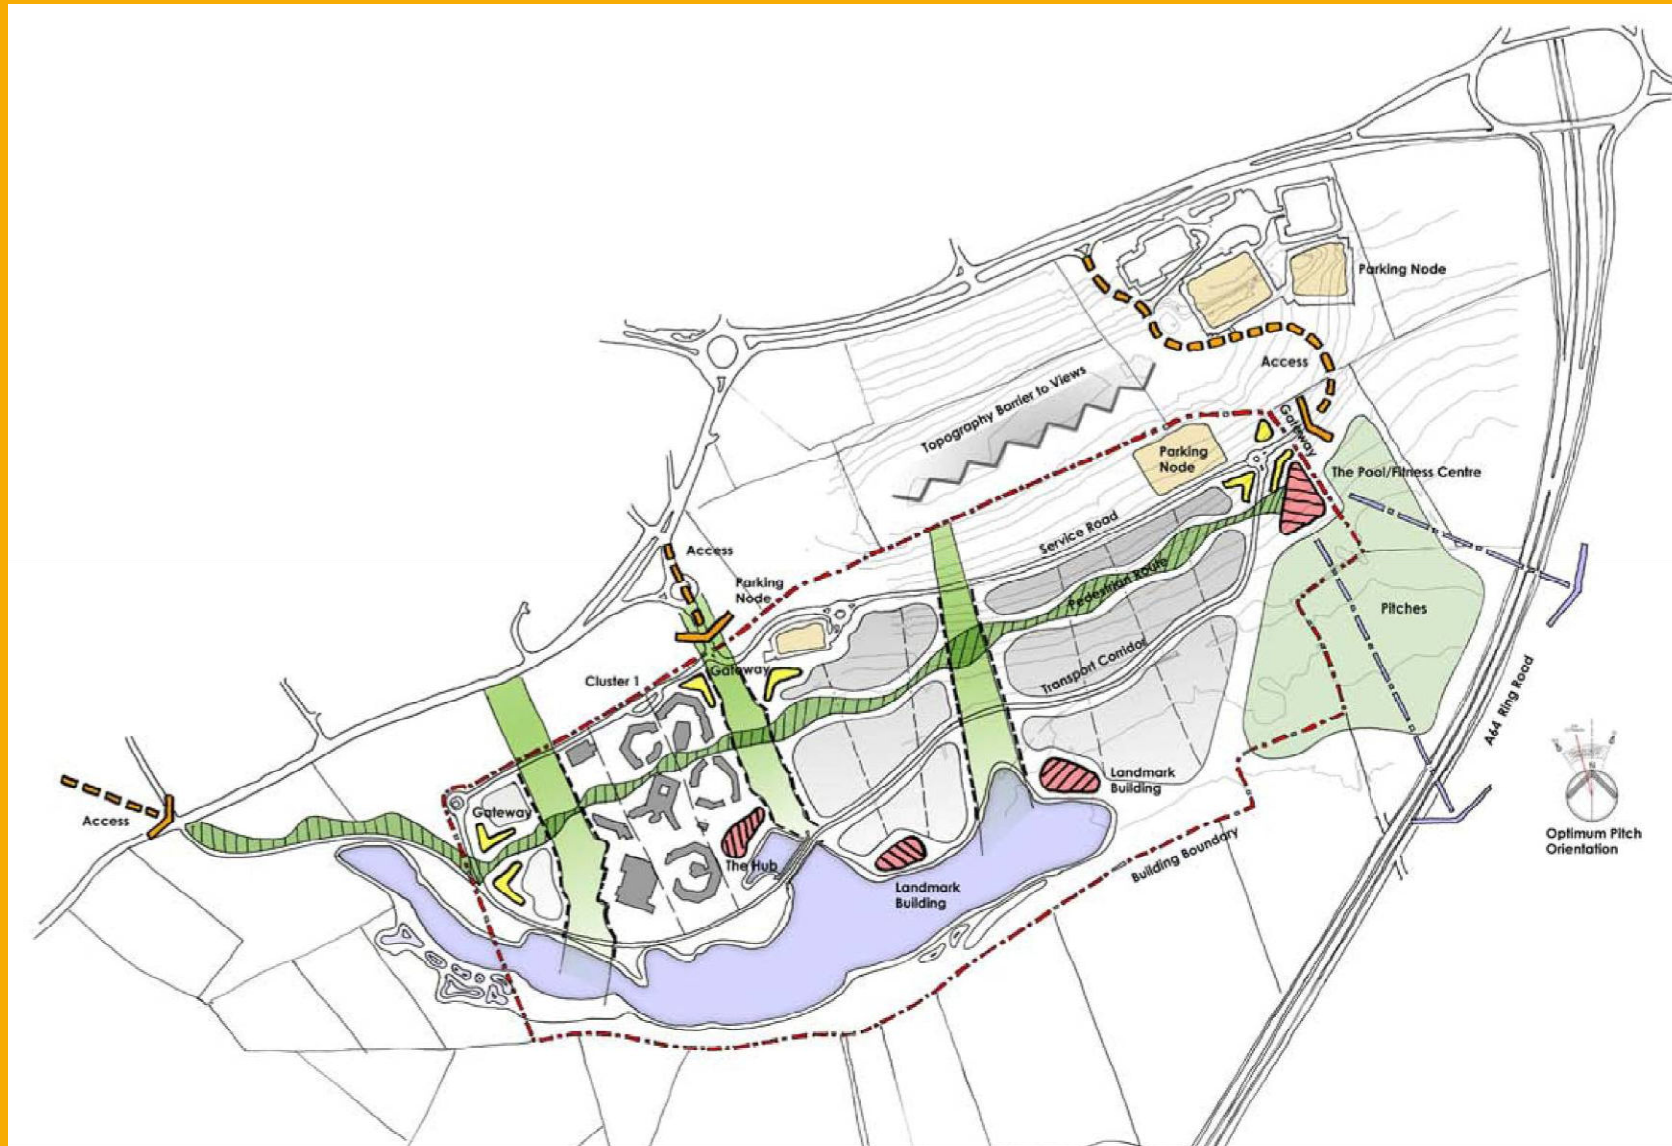 Parking Node
Access
Topography Barrier to Views
Gateway
Parking
Node
The Pool/Fitness Centre
Service Road
Access
Pedestrian Route
Parking
Node
Pitches
Transport Corridor
Gateway
Cluster 1
A64 Ring Road
Landmark
Building
Gateway
Access
Optimum Pitch
Orientation
Building Boundary
The Hub
Landmark
Building
N